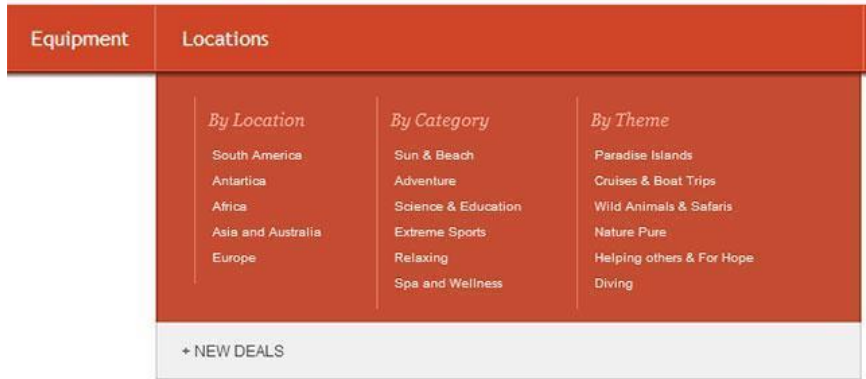 Equipment
Locations
By Location
South America
Antartica
Africa
Asia and Australia
Europe
By Category
Sun & Beach
Adventure
Science & Education
Extreme Sports
Relaxing
Spa and Wellness
By Theme
Paradise Islands
Cruises & Boat Trips
Wild Animals & Safaris
Nature Pure
Helping others & For Hope
Diving
+ NEW DEALS